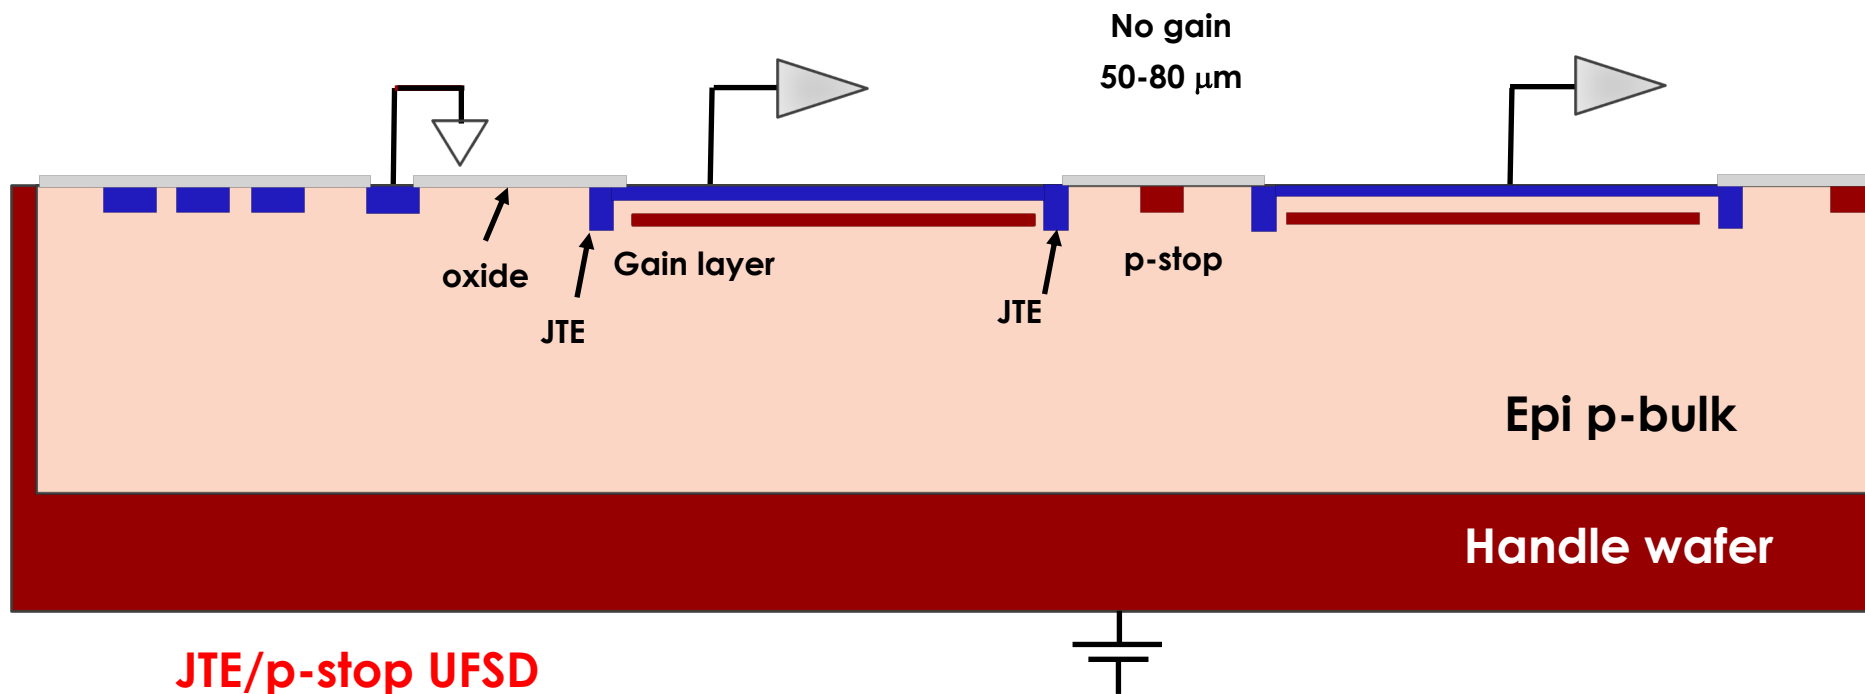 No gain
50-80 μm
oxide
Gain layer
p-stop
JTE
JTE
Epi p-bulk
Handle wafer
JTE/p-stop UFSD